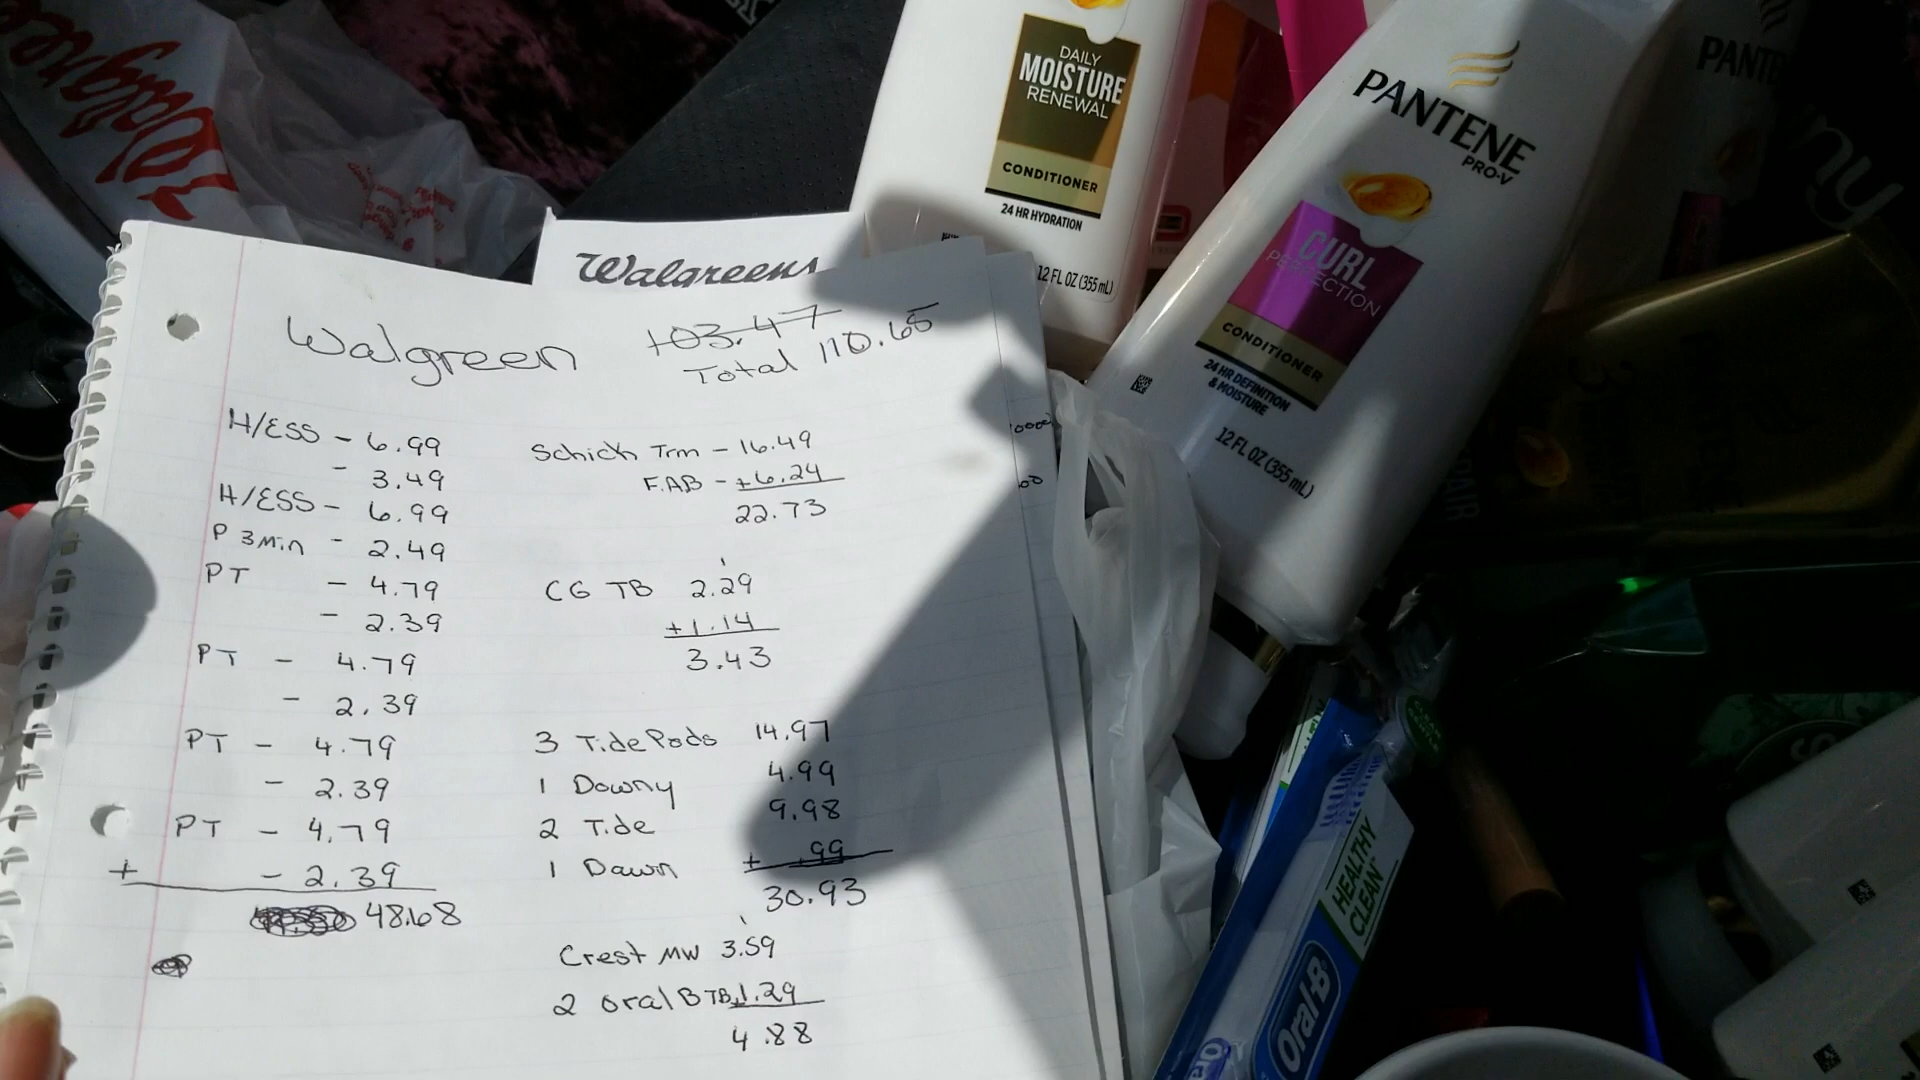 Walgreens
Walgreens
Walgreen
103.47
Total 110.65
H/ESS - 6.99
- 3.49
H/ESS - 6.99
P 3Min - 2.49
PT - 4.79
- 2.39
PT - 4.79
- 2.39
PT - 4.79
- 2.39
PT - 4.79
+ - 2.39
48.68
Schick Trm - 16.49
F.AB - +6.24
22.73
CG TB 2.29
+1.14
3.43
3 Tide Pods 14.97
1 Downy 4.99
2 Tide 9.98
1 Dawn + .99
30.93
Crest MW 3.59
2 Oral B TB +1.29
4.88
DAILY
MOISTURE
RENEWAL
CONDITIONER
24 HR HYDRATION
12 FL OZ (355 mL)
PANTENE
PRO-V
CURL
PERFECTION
CONDITIONER
24 HR DEFINITION
& MOISTURE
12 FL OZ (355 mL)
PANTE
HEALTHY
CLEAN
Oral-B